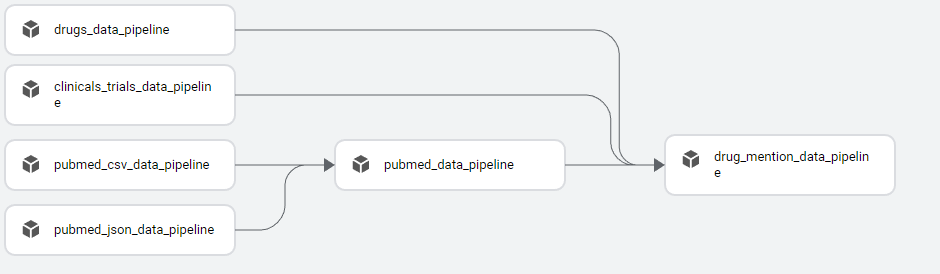 drugs_data_pipeline
clinicals_trials_data_pipelin
e
pubmed_csv_data_pipeline
pubmed_data_pipeline
drug_mention_data_pipelin
e
pubmed_json_data_pipeline